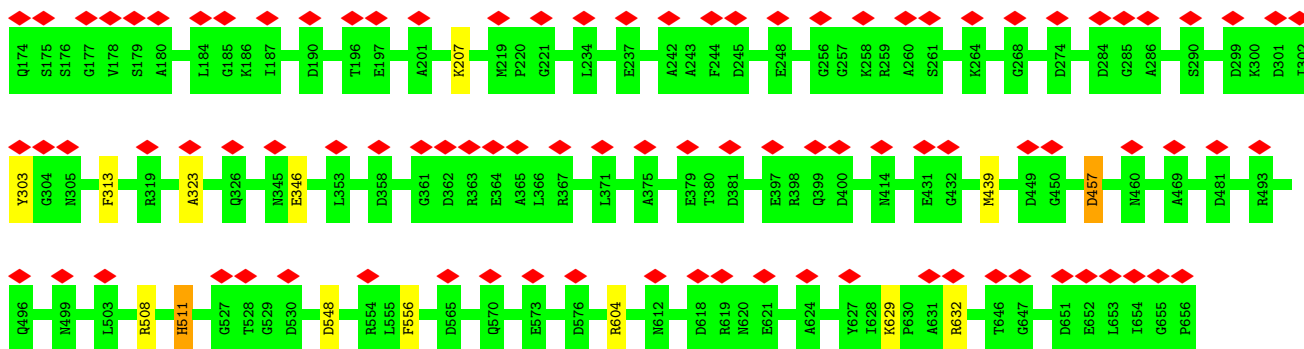 Q174 S175 S176 G177 V178 S179 A180 L184 G185 K186 I187 D190 T196 E197 A201 K207 M219 P220 G221 L234 E237 A242 A243 F244 D245 E248 G256 G257 K258 R259 A260 S261 K264 G268 D274 D284 G285 A286 S290 D299 K300 D301 I302
Y303 G304 N305 F313 R319 A323 Q326 N345 E346 L353 D358 G361 D362 R363 E364 A365 L366 R367 L371 A375 E379 T380 D381 E397 R398 Q399 D400 N414 E431 G432 M439 D449 G450 D457 N460 A469 D481 R493
Q496 N499 L503 R508 H511 G527 T528 G529 D530 D548 R554 L555 F556 D565 Q570 E573 D576 R604 N612 D618 R619 N620 E621 A624 Y627 I628 K629 P630 A631 R632 T646 G647 D651 E652 L653 I654 G655 P656